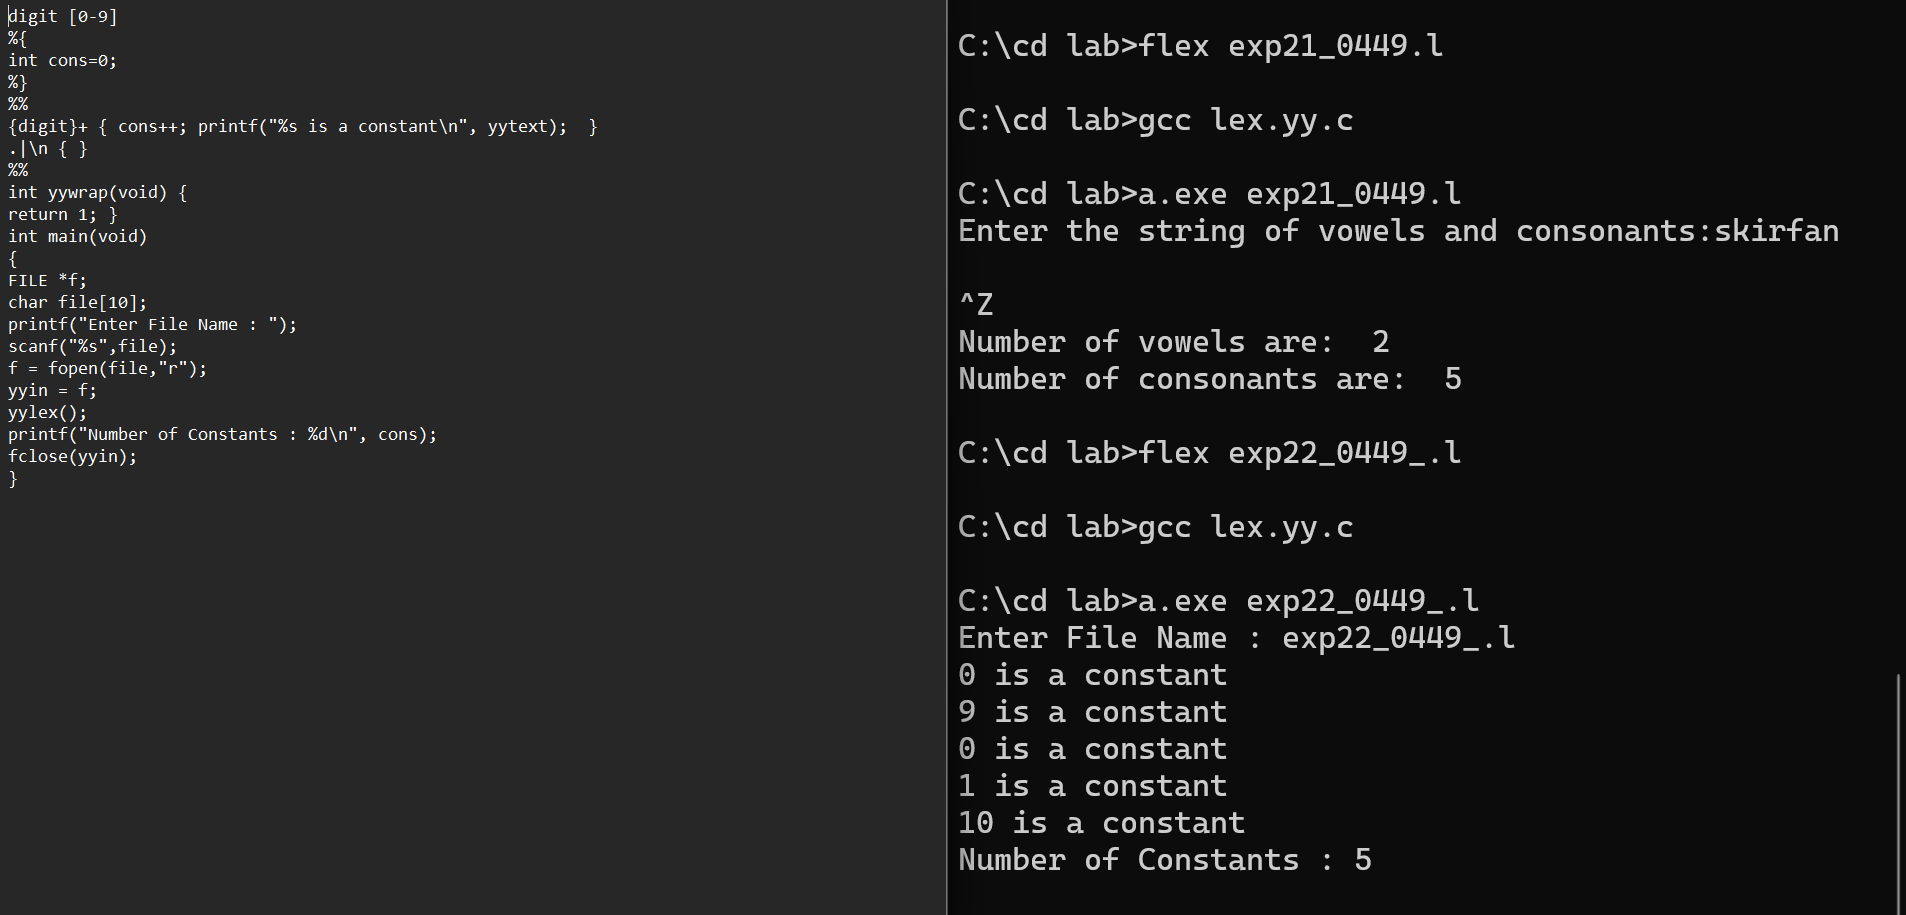 digit [0-9]
%{
int cons=0;
%}
%%
{digit}+ { cons++; printf("%s is a constant\n", yytext);  }
.|\n { }
%%
int yywrap(void) {
return 1; }
int main(void)
{
FILE *f;
char file[10];
printf("Enter File Name : ");
scanf("%s",file);
f = fopen(file,"r");
yyin = f;
yylex();
printf("Number of Constants : %d\n", cons);
fclose(yyin);
}
C:\cd lab>flex exp21_0449.l
C:\cd lab>gcc lex.yy.c
C:\cd lab>a.exe exp21_0449.l
Enter the string of vowels and consonants:skirfan
^Z
Number of vowels are:  2
Number of consonants are:  5
C:\cd lab>flex exp22_0449_.l
C:\cd lab>gcc lex.yy.c
C:\cd lab>a.exe exp22_0449_.l
Enter File Name : exp22_0449_.l
0 is a constant
9 is a constant
0 is a constant
1 is a constant
10 is a constant
Number of Constants : 5